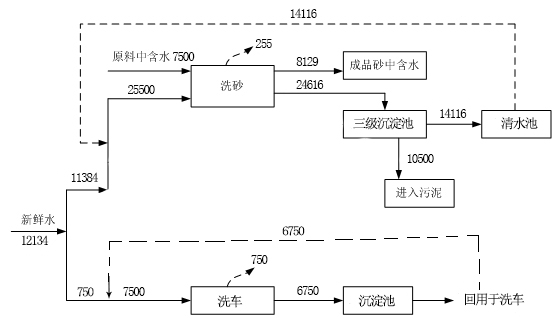 14116
原料中含水 7500
255
8129
成品砂中含水
洗砂
25500
24616
三级沉淀池
14116
清水池
10500
11384
进入污泥
新鲜水
12134
6750
750
750
7500
洗车
6750
沉淀池
回用于洗车